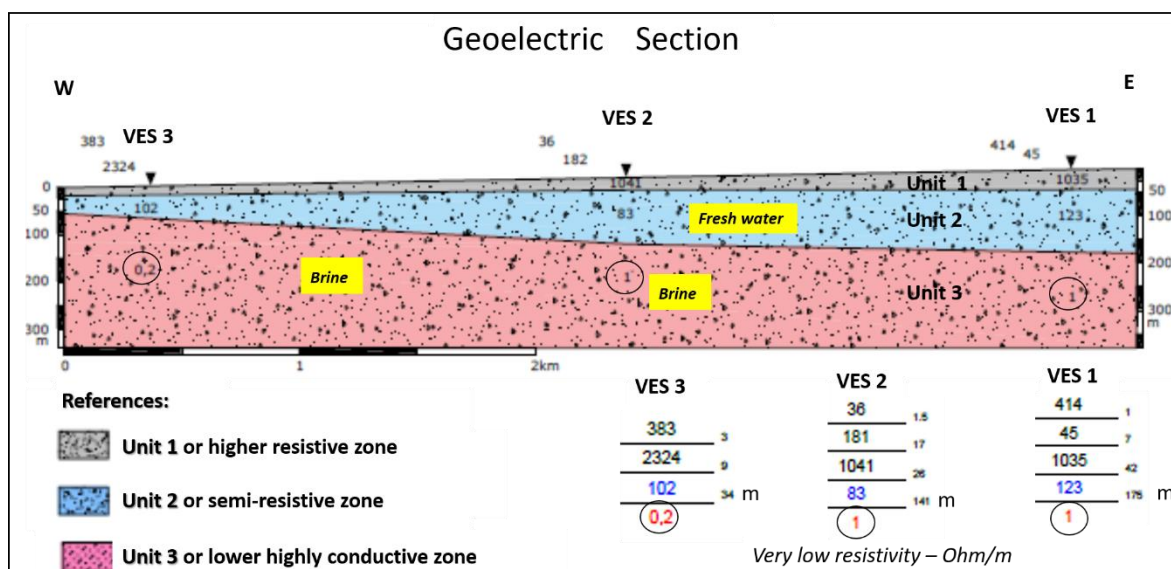 Geoelectric Section
W
E
VES 3
VES 2
VES 1
383
2324
36
182
414
45
0
50
100
200
300
m
50
100
200
300
m
1041
1035
Unit 1
102
83
Fresh water
123
Unit 2
0,2
Brine
1
Brine
Unit 3
1
0
1
2km
References:
Unit 1 or higher resistive zone
Unit 2 or semi-resistive zone
Unit 3 or lower highly conductive zone
VES 3
383
3
2324
9
102
34 m
0,2
VES 2
36
1.5
181
17
1041
26
83
141 m
1
VES 1
414
1
45
7
1035
42
123
175 m
1
Very low resistivity – Ohm/m